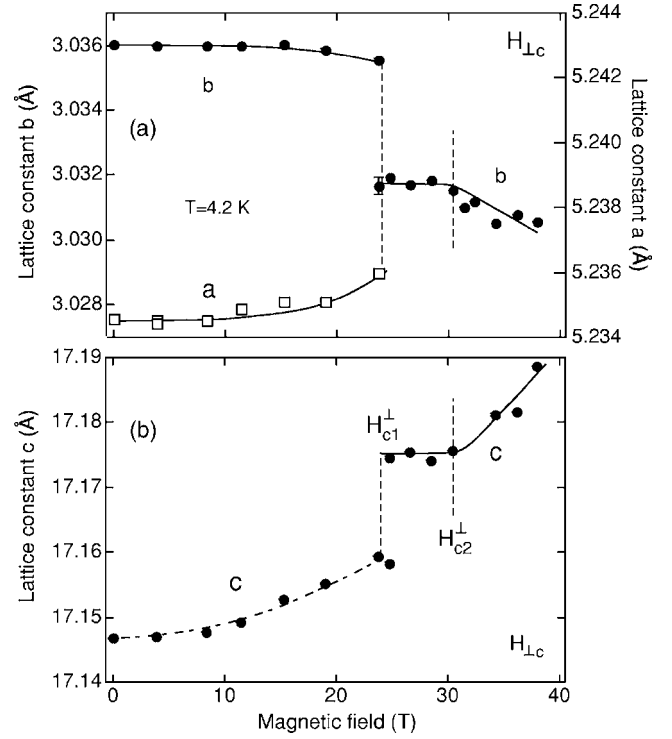 3.036
3.036
3.032
3.030
3.028
Lattice constant b (Å)
5.244
5.242
5.240
5.238
5.236
5.234
Lattice constant a (Å)
H⊥c
b
(a)
b
T=4.2 K
a
17.19
17.18
17.17
17.16
17.15
17.14
Lattice constant c (Å)
(b)
H⊥c1
c
H⊥c2
c
H⊥c
0
10
20
30
40
Magnetic field (T)